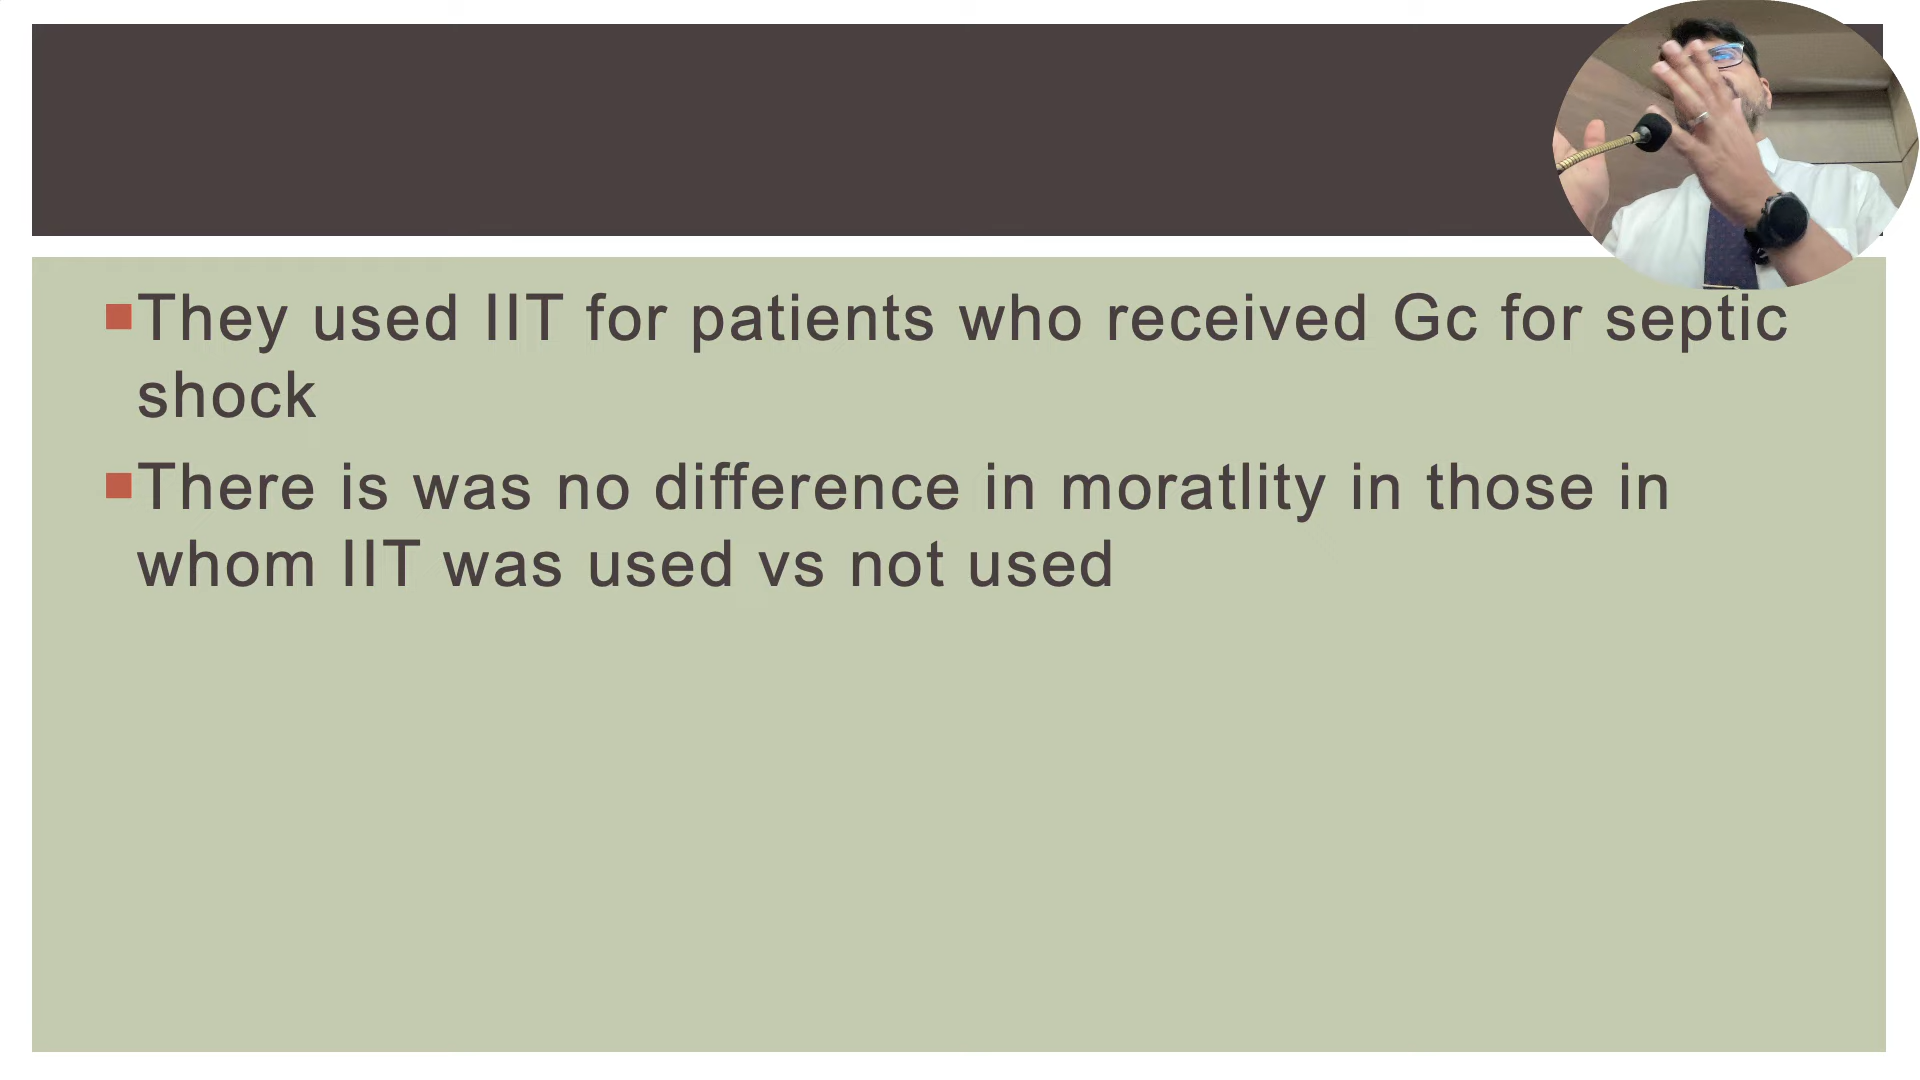 They used IIT for patients who received Gc for septic
shock
There is was no difference in moratlity in those in
whom IIT was used vs not used